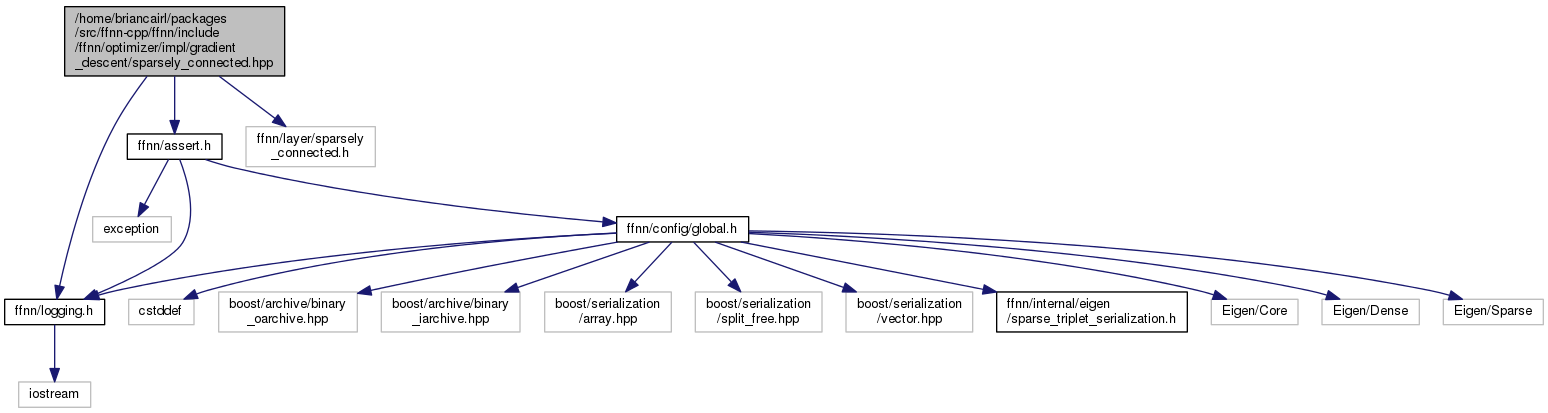 /home/briancairl/packages
/src/ffnn-cpp/ffnn/include
/ffnn/optimizer/impl/gradient
_descent/sparsely_connected.hpp
ffnn/assert.h
ffnn/layer/sparsely
_connected.h
exception
ffnn/config/global.h
ffnn/logging.h
cstddef
boost/archive/binary
_oarchive.hpp
boost/archive/binary
_iarchive.hpp
boost/serialization
/array.hpp
boost/serialization
/split_free.hpp
boost/serialization
/vector.hpp
ffnn/internal/eigen
/sparse_triplet_serialization.h
Eigen/Core
Eigen/Dense
Eigen/Sparse
iostream